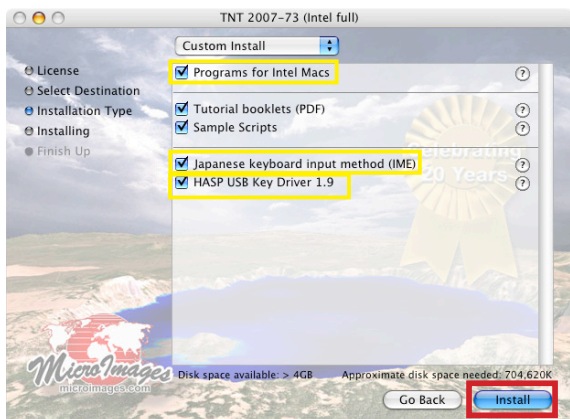 TNT 2007-73 (Intel full)
Custom Install
License
Select Destination
Installation Type
Installing
Finish Up
Programs for Intel Macs
?
Tutorial booklets (PDF)
?
Sample Scripts
?
Japanese keyboard input method (IME)
?
HASP USB Key Driver 1.9
?
Celebrating
20 Years
MicroImages
microimages.com
Disk space available: > 4GB
Approximate disk space needed: 704,620K
Go Back
Install